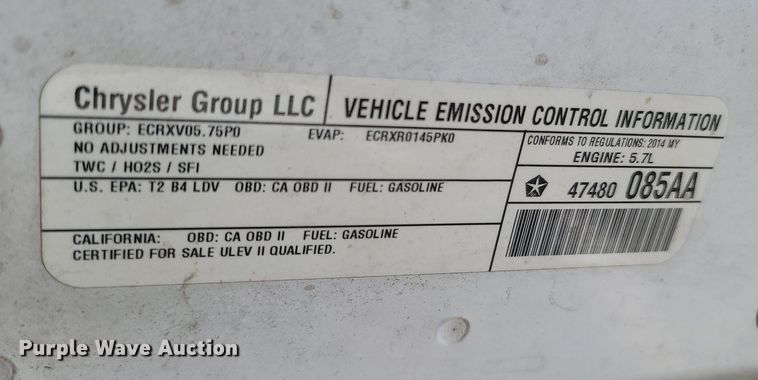 Chrysler Group LLC
VEHICLE EMISSION CONTROL INFORMATION
GROUP: ECRXV05.75P0 EVAP: ECRXR0145PK0
NO ADJUSTMENTS NEEDED
TWC / HO2S / SFI
CONFORMS TO REGULATIONS: 2014 MY
ENGINE: 5.7L
U.S. EPA: T2 B4 LDV OBD: CA OBD II FUEL: GASOLINE
47480 085AA
CALIFORNIA: OBD: CA OBD II FUEL: GASOLINE
CERTIFIED FOR SALE ULEV II QUALIFIED.
Purple Wave Auction